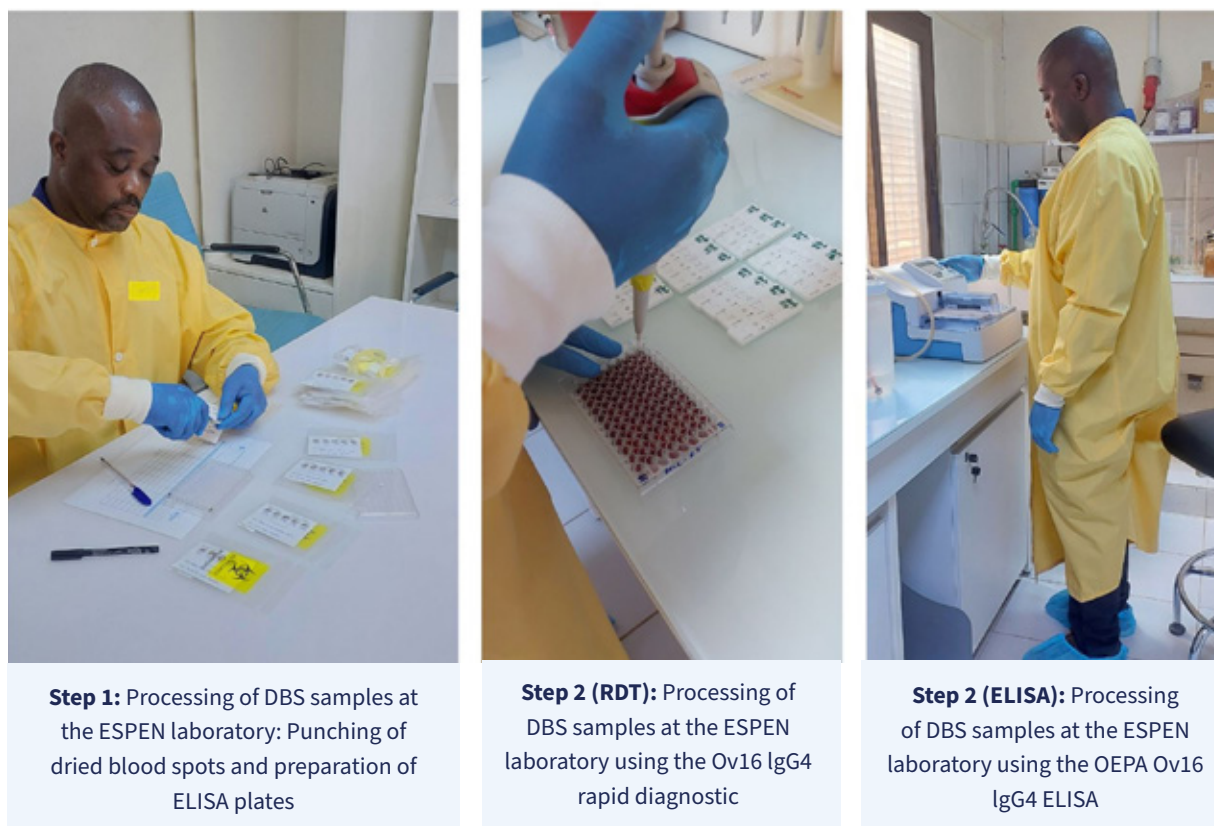 Step 1: Processing of DBS samples at
the ESPEN laboratory: Punching of
dried blood spots and preparation of
ELISA plates
Step 2 (RDT): Processing of
DBS samples at the ESPEN
laboratory using the Ov16 lgG4
rapid diagnostic
Step 2 (ELISA): Processing
of DBS samples at the ESPEN
laboratory using the OEPA Ov16
lgG4 ELISA